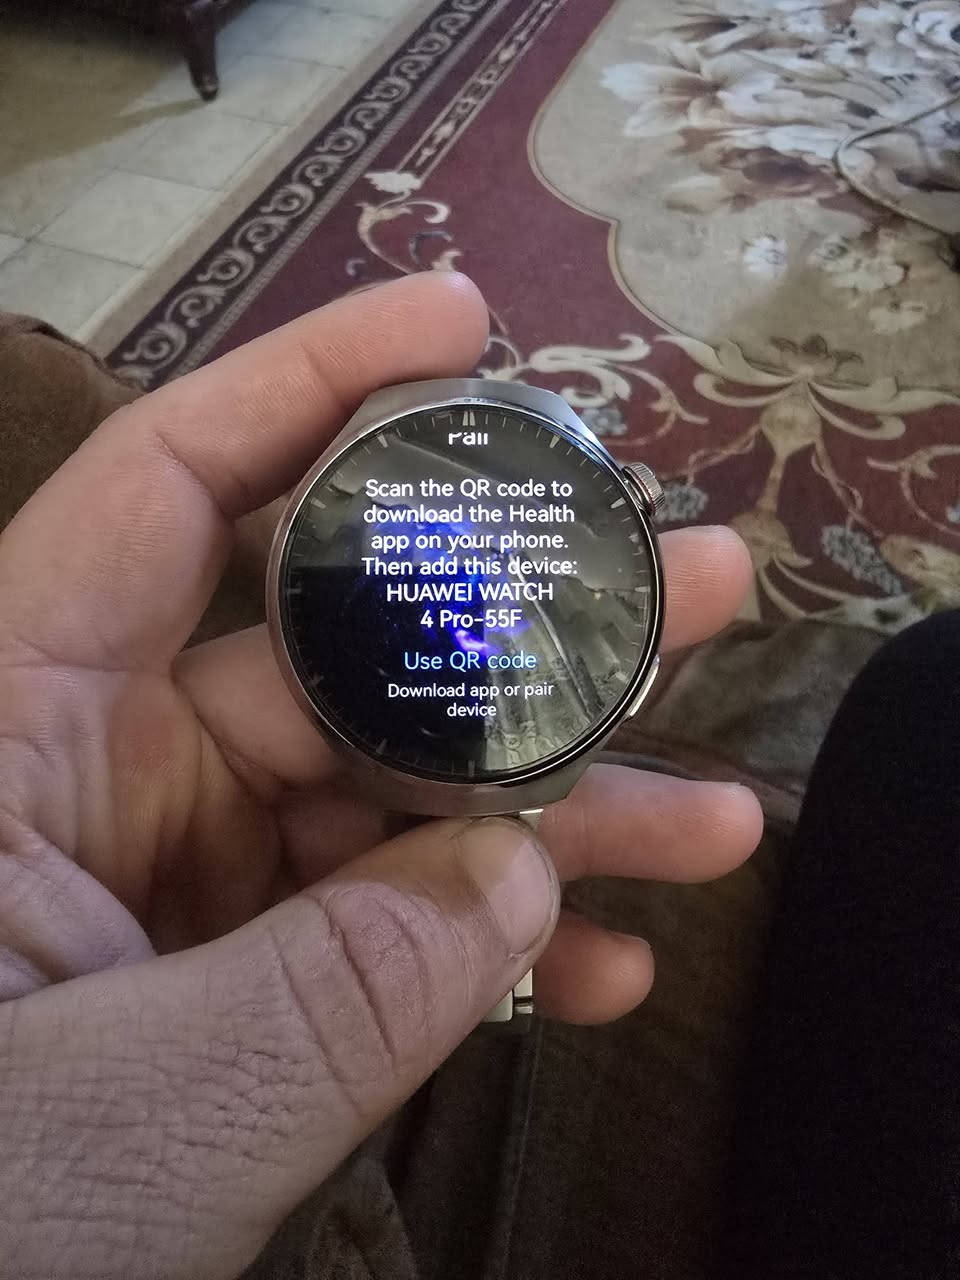 Pair
Scan the QR code to
download the Health
app on your phone.
Then add this device:
HUAWEI WATCH
4 Pro-55F
Use QR code
Download app or pair
device